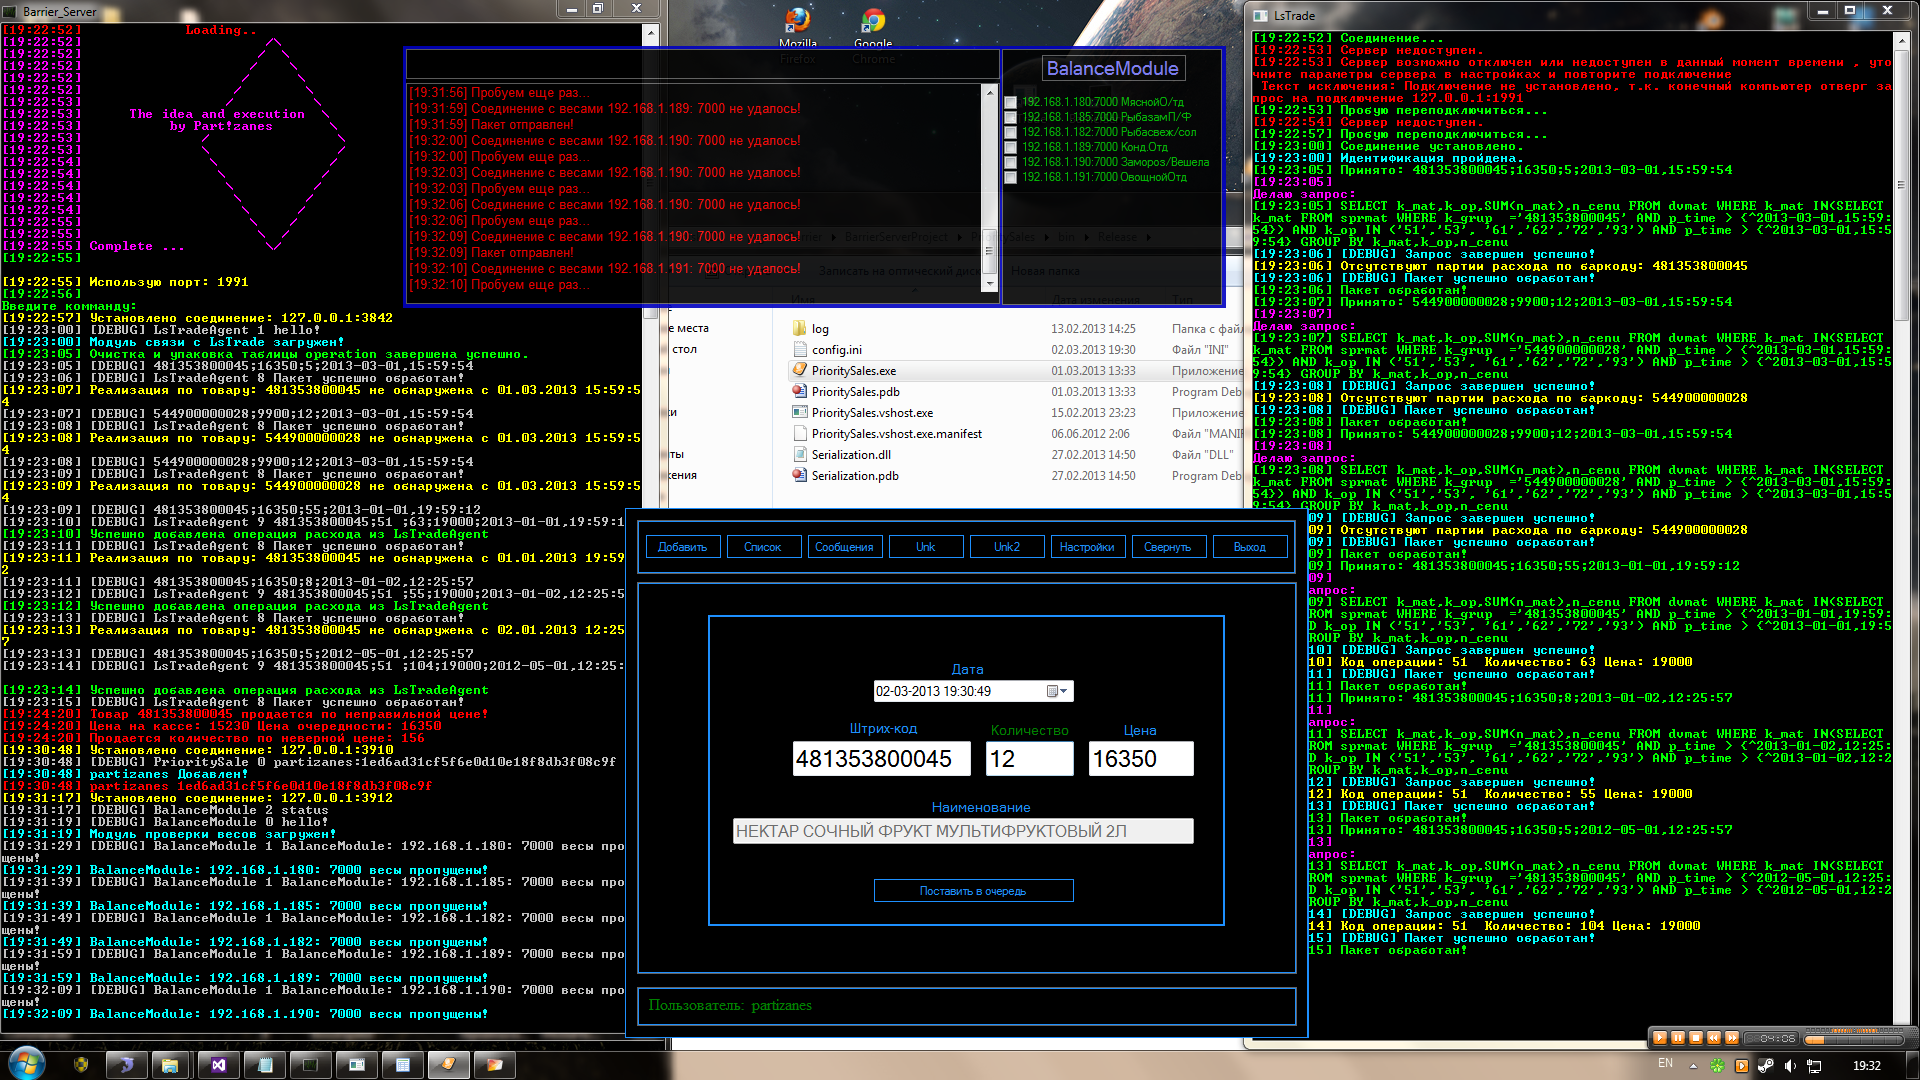 Barrier_Server
[19:22:52] Loading..
[19:22:52]
[19:22:52]
[19:22:52]
[19:22:52]
[19:22:52]
[19:22:53]
[19:22:53] The idea and execution
[19:22:53] by Part!zanes
[19:22:53]
[19:22:53]
[19:22:54]
[19:22:54]
[19:22:54]
[19:22:54]
[19:22:54]
[19:22:55]
[19:22:55]
[19:22:55] Complete ...
[19:22:55]
[19:22:55] Использую порт: 1991
[19:22:56]
Введите комманду:
[19:22:57] Установлено соединение: 127.0.0.1:3842
[19:23:00] [DEBUG] LsTradeAgent 1 hello!
[19:23:00] Модуль связи с LsTrade загружен!
[19:23:05] Очистка и упаковка таблицы operation завершена успешно.
[19:23:05] [DEBUG] 481353800045;16350;5;2013-03-01,15:59:54
[19:23:06] [DEBUG] LsTradeAgent 8 Пакет успешно обработан!
[19:23:07] Реализация по товару: 481353800045 не обнаружена с 01.03.2013 15:59:5
4
[19:23:07] [DEBUG] 544900000028;9900;12;2013-03-01,15:59:54
[19:23:08] [DEBUG] LsTradeAgent 8 Пакет успешно обработан!
[19:23:08] Реализация по товару: 544900000028 не обнаружена с 01.03.2013 15:59:5
4
[19:23:08] [DEBUG] 544900000028;9900;12;2013-03-01,15:59:54
[19:23:09] [DEBUG] LsTradeAgent 8 Пакет успешно обработан!
[19:23:09] Реализация по товару: 544900000028 не обнаружена с 01.03.2013 15:59:5
4
[19:23:09] [DEBUG] 481353800045;16350;55;2013-01-01,19:59:12
[19:23:10] [DEBUG] LsTradeAgent 9 481353800045;51 ;63;19000;2013-01-01,19:59:1
[19:23:10] Успешно добавлена операция расхода из LsTradeAgent
[19:23:11] [DEBUG] LsTradeAgent 8 Пакет успешно обработан!
[19:23:11] Реализация по товару: 481353800045 не обнаружена с 01.01.2013 19:59
2
[19:23:11] [DEBUG] 481353800045;16350;8;2013-01-02,12:25:57
[19:23:11] [DEBUG] LsTradeAgent 9 481353800045;51 ;55;19000;2013-01-02,12:25:5
[19:23:12] Успешно добавлена операция расхода из LsTradeAgent
[19:23:13] [DEBUG] LsTradeAgent 8 Пакет успешно обработан!
[19:23:13] Реализация по товару: 481353800045 не обнаружена с 02.01.2013 12:25
7
[19:23:13] [DEBUG] 481353800045;16350;5;2012-05-01,12:25:57
[19:23:14] [DEBUG] LsTradeAgent 9 481353800045;51 ;104;19000;2012-05-01,12:25:
[19:23:14] Успешно добавлена операция расхода из LsTradeAgent
[19:23:15] [DEBUG] LsTradeAgent 8 Пакет успешно обработан!
[19:24:20] Товар 481353800045 продается по неправильной цене!
[19:24:20] Цена на кассе: 15230 Цена очередности: 16350
[19:24:20] Продается количество по неверной цене: 156
[19:30:48] Установлено соединение: 127.0.0.1:3910
[19:30:48] [DEBUG] PrioritySale 0 partizanes:1ed6ad31cf5f6e0d10e18f8db3f08c9f
[19:30:48] partizanes Добавлен!
[19:30:48] partizanes 1ed6ad31cf5f6e0d10e18f8db3f08c9f
[19:31:17] Установлено соединение: 127.0.0.1:3912
[19:31:17] [DEBUG] BalanceModule 2 status
[19:31:19] [DEBUG] BalanceModule 0 hello!
[19:31:19] Модуль проверки весов загружен!
[19:31:29] [DEBUG] BalanceModule 1 BalanceModule: 192.168.1.180: 7000 весы про
щены!
[19:31:29] BalanceModule: 192.168.1.180: 7000 весы пропущены!
[19:31:39] [DEBUG] BalanceModule 1 BalanceModule: 192.168.1.185: 7000 весы про
щены!
[19:31:39] BalanceModule: 192.168.1.185: 7000 весы пропущены!
[19:31:49] [DEBUG] BalanceModule 1 BalanceModule: 192.168.1.182: 7000 весы про
щены!
[19:31:49] BalanceModule: 192.168.1.182: 7000 весы пропущены!
[19:31:59] [DEBUG] BalanceModule 1 BalanceModule: 192.168.1.189: 7000 весы про
щены!
[19:31:59] BalanceModule: 192.168.1.189: 7000 весы пропущены!
[19:32:09] [DEBUG] BalanceModule 1 BalanceModule: 192.168.1.190: 7000 весы про
щены!
[19:32:09] BalanceModule: 192.168.1.190: 7000 весы пропущены!
Mozilla
Firefox
Google
Chrome
[19:31:56] Пробуем еще раз...
[19:31:59] Соединение с весами 192.168.1.189: 7000 не удалось!
[19:31:59] Пакет отправлен!
[19:32:00] Соединение с весами 192.168.1.190: 7000 не удалось!
[19:32:00] Пробуем еще раз...
[19:32:03] Соединение с весами 192.168.1.190: 7000 не удалось!
[19:32:03] Пробуем еще раз...
[19:32:06] Соединение с весами 192.168.1.190: 7000 не удалось!
[19:32:06] Пробуем еще раз...
[19:32:09] Соединение с весами 192.168.1.190: 7000 не удалось!
[19:32:09] Пакет отправлен!
[19:32:10] Соединение с весами 192.168.1.191: 7000 не удалось!
[19:32:10] Пробуем еще раз...
BalanceModule
192.168.1.180:7000 МяснойО/тд
192.168.1.185:7000 РыбазамП/Ф
192.168.1.182:7000 Рыбасвеж/сол
192.168.1.189:7000 Конд.Отд
192.168.1.190:7000 Замороз/Вешела
192.168.1.191:7000 ОвощнойОтд
BarrierServerProject
bin
Release
Записать на оптический диск
Новая папка
Имя Дата изменения Тип
е места
стол
ки
ты
жения
log 13.02.2013 14:25 Папка с файл
config.ini 02.03.2013 19:30 Файл "INI"
PrioritySales.exe 01.03.2013 13:33 Приложение
PrioritySales.pdb 01.03.2013 13:33 Program Deb
PrioritySales.vshost.exe 15.02.2013 23:23 Приложение
PrioritySales.vshost.exe.manifest 06.06.2012 2:06 Файл "MANIF
Serialization.dll 27.02.2013 14:50 Файл "DLL"
Serialization.pdb 27.02.2013 14:50 Program Deb
Добавить Список Сообщения Unk Unk2 Настройки Свернуть Выход
Дата
02-03-2013 19:30:49
Штрих-код Количество Цена
481353800045 12 16350
Наименование
НЕКТАР СОЧНЫЙ ФРУКТ МУЛЬТИФРУКТОВЫЙ 2Л
Поставить в очередь
Пользователь: partizanes
LsTrade
[19:22:52] Соединение...
[19:22:53] Сервер недоступен.
[19:22:53] Сервер возможно отключен или недоступен в данный момент времени , уто
чните параметры сервера в настройках и повторите подключение
Текст исключения: Подключение не установлено, т.к. конечный компьютер отверг за
прос на подключение 127.0.0.1:1991
[19:22:53] Пробую переподключиться...
[19:22:54] Сервер недоступен.
[19:22:57] Пробую переподключиться...
[19:23:00] Соединение установлено.
[19:23:00] Идентификация пройдена.
[19:23:05] Принято: 481353800045;16350;5;2013-03-01,15:59:54
[19:23:05]
Делаю запрос:
[19:23:05] SELECT k_mat,k_op,SUM(n_mat),n_cenu FROM dvmat WHERE k_mat IN(SELECT
k_mat FROM sprmat WHERE k_grup ='481353800045' AND p_time > {^2013-03-01,15:59:
54}) AND k_op IN ('51','53', '61','62','72','93') AND p_time > {^2013-03-01,15:5
9:54} GROUP BY k_mat,k_op,n_cenu
[19:23:06] [DEBUG] Запрос завершен успешно!
[19:23:06] Отсутствуют партии расхода по баркоду: 481353800045
[19:23:06] [DEBUG] Пакет успешно обработан!
[19:23:06] Пакет обработан!
[19:23:07] Принято: 544900000028;9900;12;2013-03-01,15:59:54
[19:23:07]
Делаю запрос:
[19:23:07] SELECT k_mat,k_op,SUM(n_mat),n_cenu FROM dvmat WHERE k_mat IN(SELECT
k_mat FROM sprmat WHERE k_grup ='544900000028' AND p_time > {^2013-03-01,15:59:
54}) AND k_op IN ('51','53', '61','62','72','93') AND p_time > {^2013-03-01,15:5
9:54} GROUP BY k_mat,k_op,n_cenu
[19:23:08] [DEBUG] Запрос завершен успешно!
[19:23:08] Отсутствуют партии расхода по баркоду: 544900000028
[19:23:08] [DEBUG] Пакет успешно обработан!
[19:23:08] Пакет обработан!
[19:23:08] Принято: 544900000028;9900;12;2013-03-01,15:59:54
[19:23:08]
Делаю запрос:
[19:23:08] SELECT k_mat,k_op,SUM(n_mat),n_cenu FROM dvmat WHERE k_mat IN(SELECT
k_mat FROM sprmat WHERE k_grup ='544900000028' AND p_time > {^2013-03-01,15:59:
54}) AND k_op IN ('51','53', '61','62','72','93') AND p_time > {^2013-03-01,15:5
9:54} GROUP BY k_mat,k_op,n_cenu
09] [DEBUG] Запрос завершен успешно!
09] Отсутствуют партии расхода по баркоду: 544900000028
09] [DEBUG] Пакет успешно обработан!
09] Пакет обработан!
09] Принято: 481353800045;16350;55;2013-01-01,19:59:12
09]
апрос:
09] SELECT k_mat,k_op,SUM(n_mat),n_cenu FROM dvmat WHERE k_mat IN(SELECT
ROM sprmat WHERE k_grup ='481353800045' AND p_time > {^2013-01-01,19:59:
D k_op IN ('51','53', '61','62','72','93') AND p_time > {^2013-01-01,19:5
ROUP BY k_mat,k_op,n_cenu
10] [DEBUG] Запрос завершен успешно!
10] Код операции: 51 Количество: 63 Цена: 19000
11] [DEBUG] Пакет успешно обработан!
11] Пакет обработан!
11] Принято: 481353800045;16350;8;2013-01-02,12:25:57
11]
апрос:
11] SELECT k_mat,k_op,SUM(n_mat),n_cenu FROM dvmat WHERE k_mat IN(SELECT
ROM sprmat WHERE k_grup ='481353800045' AND p_time > {^2013-01-02,12:25:
D k_op IN ('51','53', '61','62','72','93') AND p_time > {^2013-01-02,12:2
ROUP BY k_mat,k_op,n_cenu
12] [DEBUG] Запрос завершен успешно!
12] Код операции: 51 Количество: 55 Цена: 19000
13] [DEBUG] Пакет успешно обработан!
13] Пакет обработан!
13] Принято: 481353800045;16350;5;2012-05-01,12:25:57
13]
апрос:
13] SELECT k_mat,k_op,SUM(n_mat),n_cenu FROM dvmat WHERE k_mat IN(SELECT
ROM sprmat WHERE k_grup ='481353800045' AND p_time > {^2012-05-01,12:25:
D k_op IN ('51','53', '61','62','72','93') AND p_time > {^2012-05-01,12:2
ROUP BY k_mat,k_op,n_cenu
14] [DEBUG] Запрос завершен успешно!
14] Код операции: 51 Количество: 104 Цена: 19000
15] [DEBUG] Пакет успешно обработан!
15] Пакет обработан!
04:06
EN 19:32